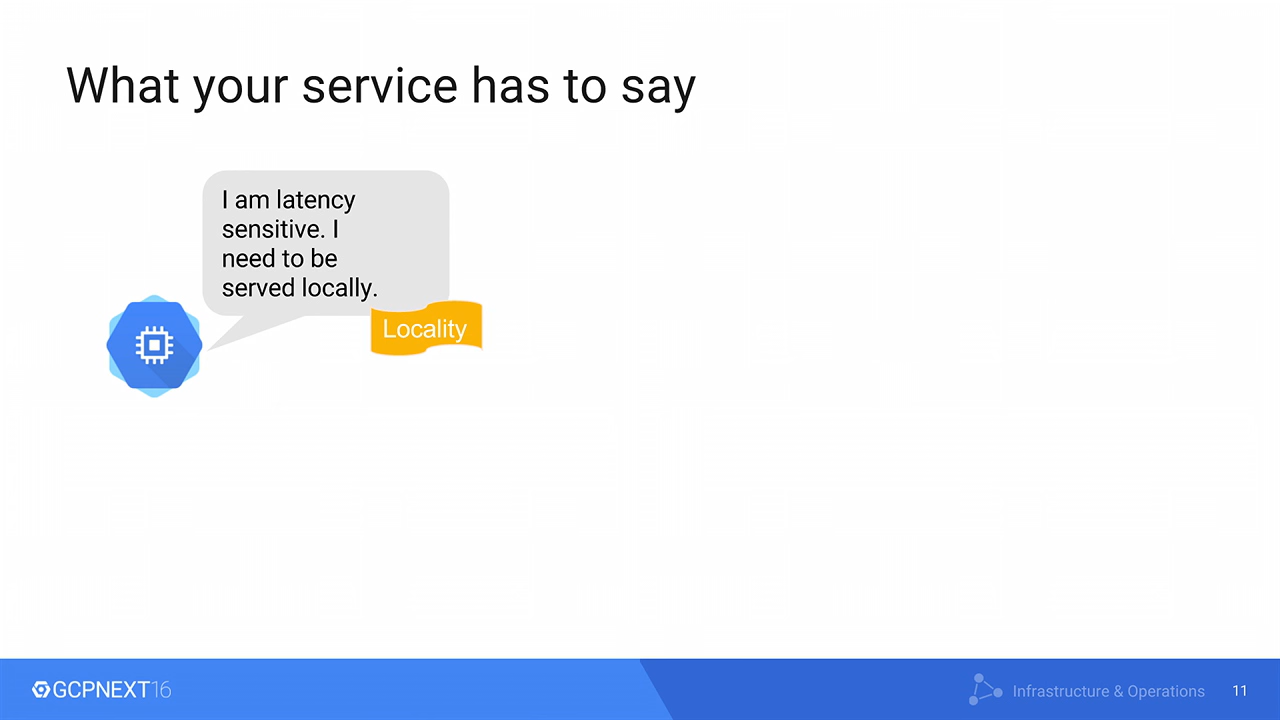 What your service has to say
I am latency
sensitive. I
need to be
served locally.
Locality
GCPNEXT16
Infrastructure & Operations
11